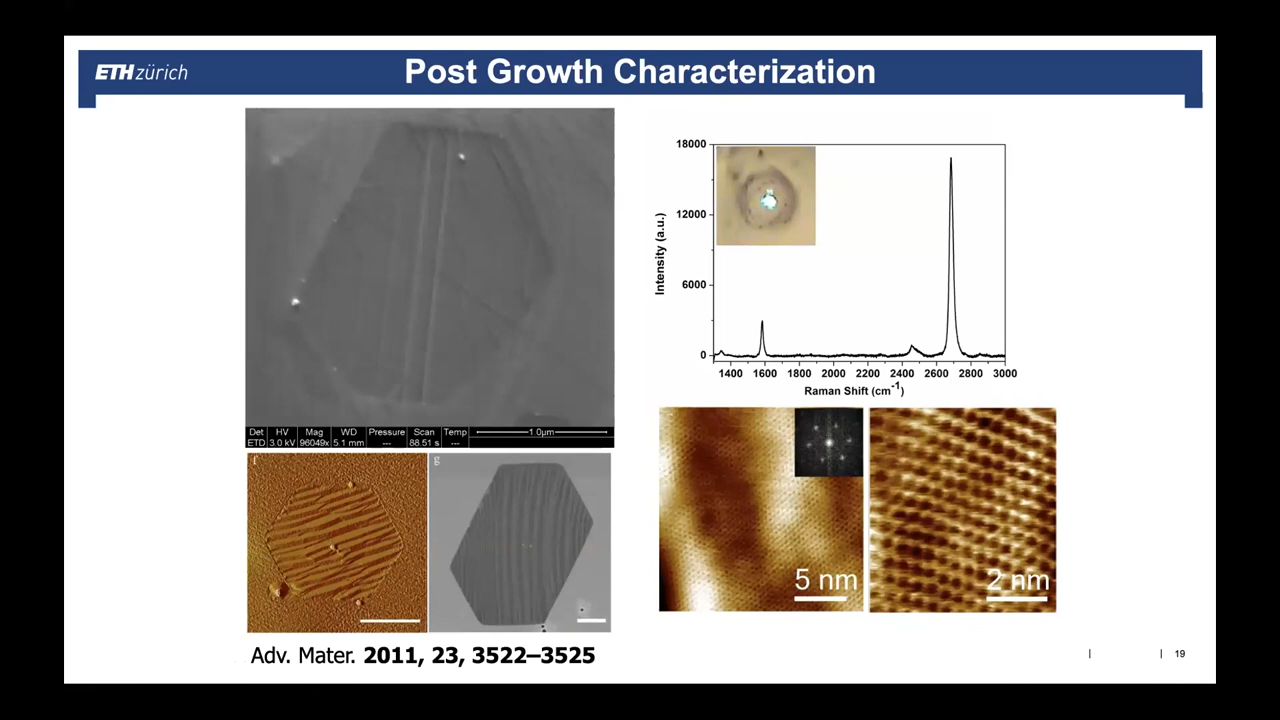 ETH zürich
Post Growth Characterization
Det HV Mag WD Pressure Scan Temp 1.0µm
ETD 3.0 kV 96049x 5.1 mm --- 88.51 s ---
f
g
18000
12000
6000
0
Intensity (a.u.)
1400 1600 1800 2000 2200 2400 2600 2800 3000
Raman Shift (cm-1)
5 nm
2 nm
Adv. Mater. 2011, 23, 3522–3525
| | 19